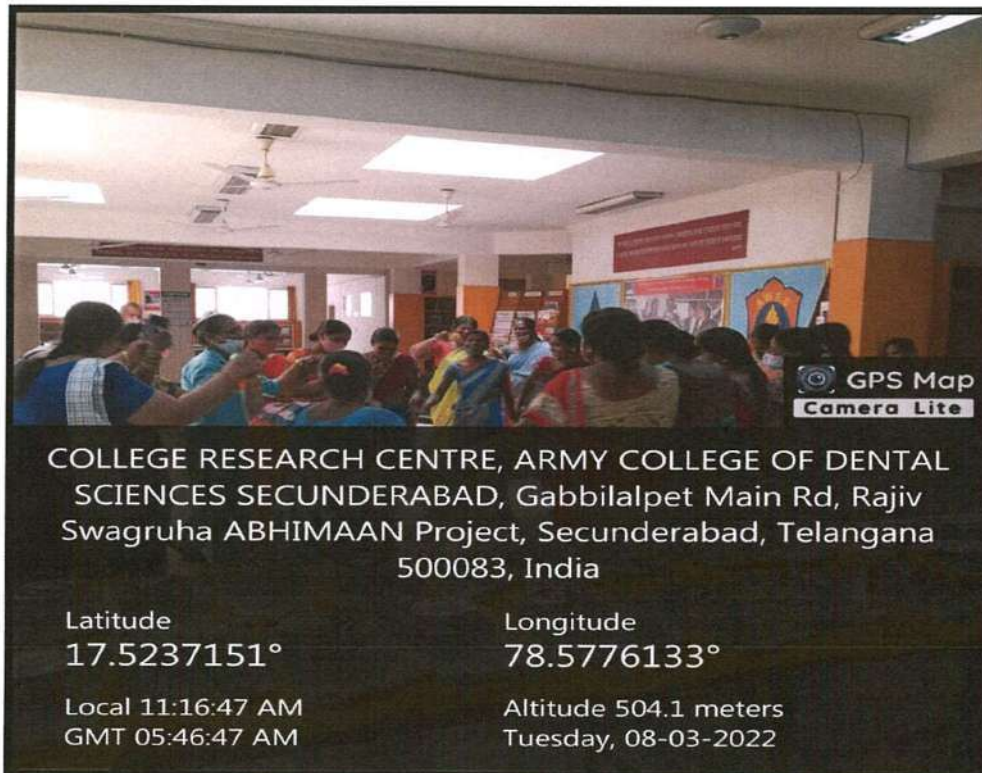 GPS Map
Camera Lite
COLLEGE RESEARCH CENTRE, ARMY COLLEGE OF DENTAL
SCIENCES SECUNDERABAD, Gabbilalpet Main Rd, Rajiv
Swagruha ABHIMAAN Project, Secunderabad, Telangana
500083, India
Latitude
17.5237151°
Longitude
78.5776133°
Local 11:16:47 AM
GMT 05:46:47 AM
Altitude 504.1 meters
Tuesday, 08-03-2022